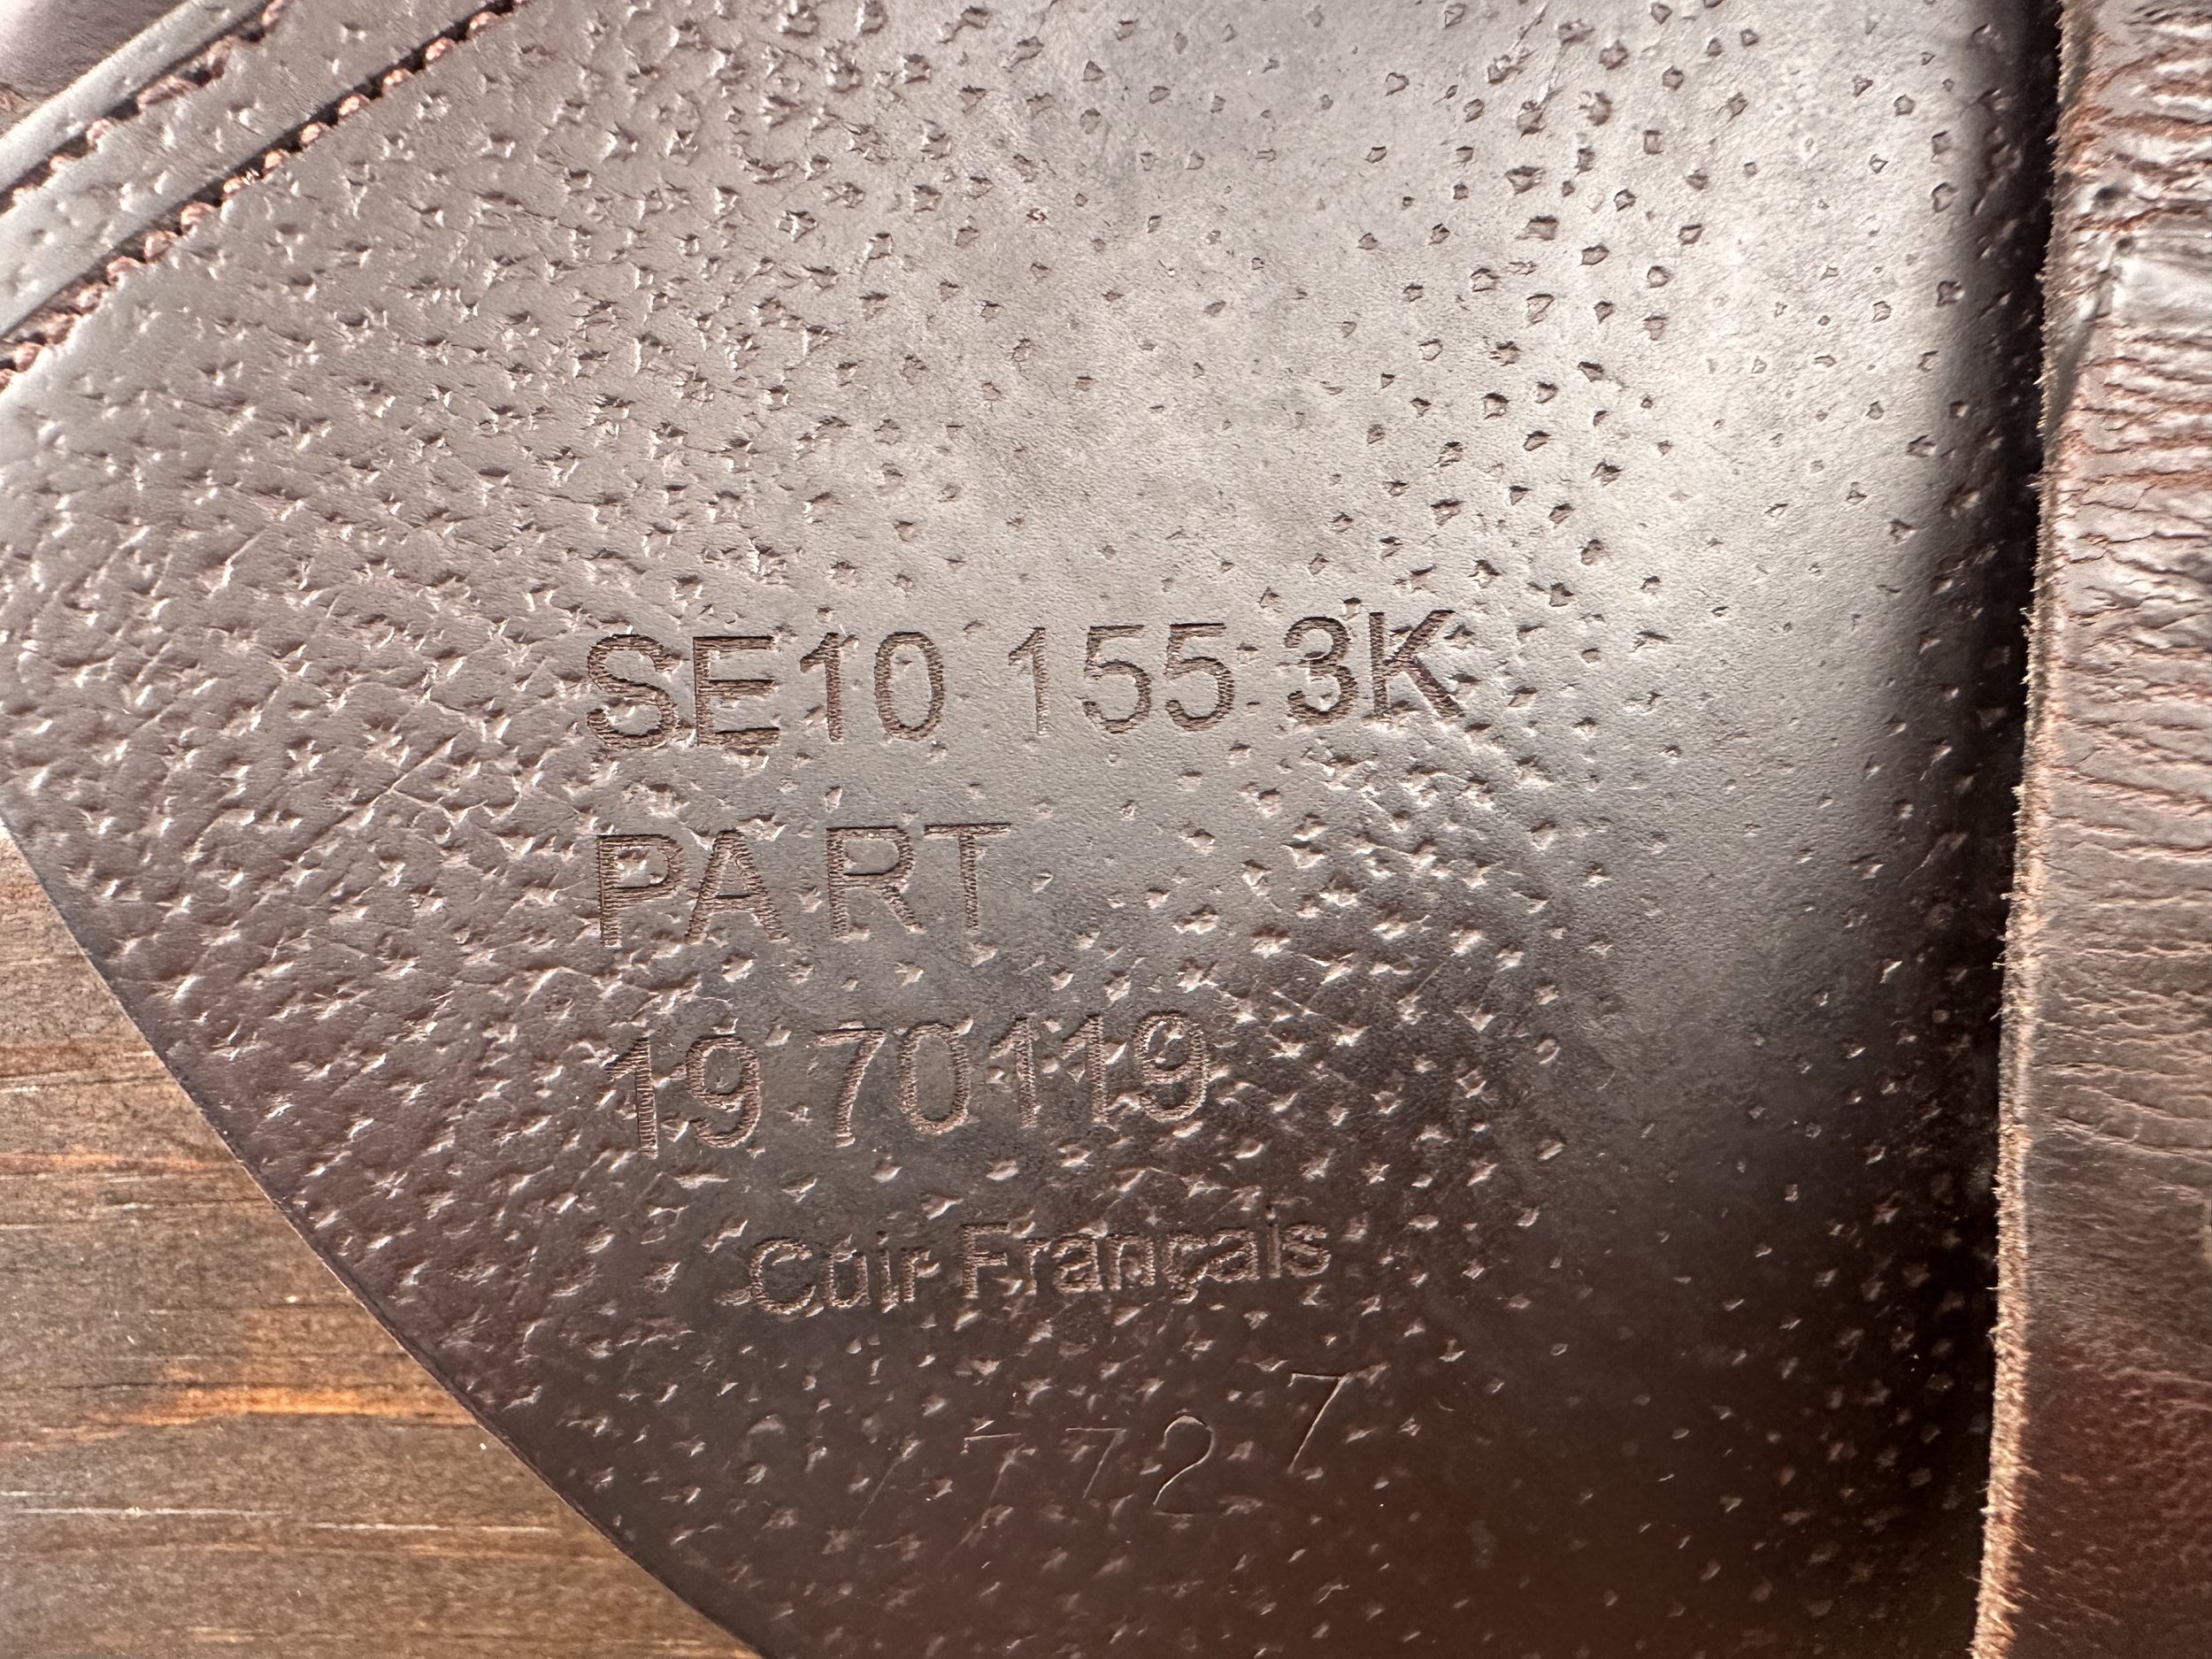 SE10 155 3K
PART
19 70119
Cuir Français
7727